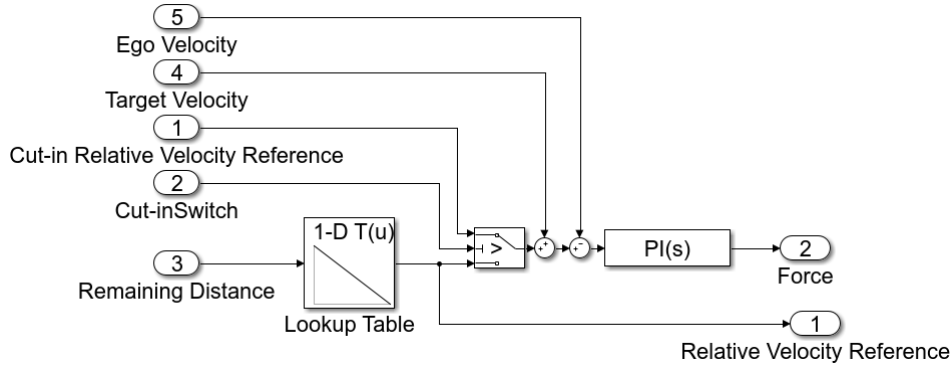 5
Ego Velocity
4
Target Velocity
1
Cut-in Relative Velocity Reference
2
Cut-inSwitch
1-D T(u)
3
Remaining Distance
Lookup Table
>
+
+
+
−
PI(s)
2
Force
1
Relative Velocity Reference